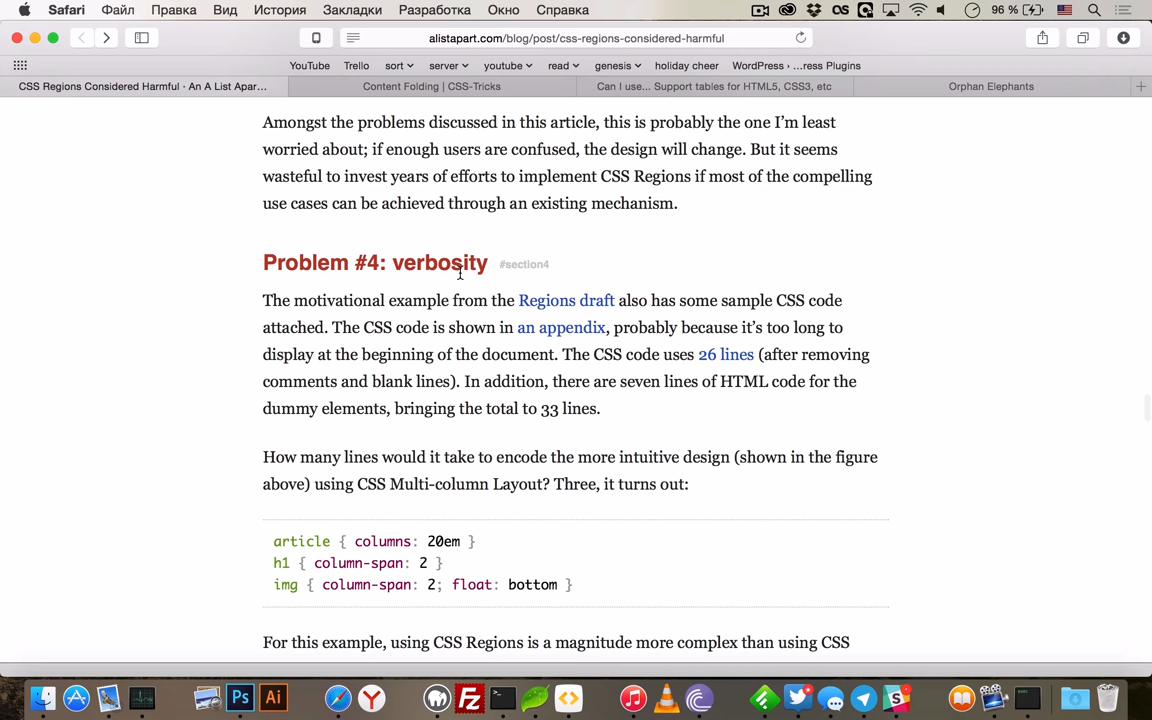 Safari Файл Правка Вид История Закладки Разработка Окно Справка 96 %
alistapart.com/blog/post/css-regions-considered-harmful
YouTube Trello sort server youtube read genesis holiday cheer WordPress › ...ress Plugins
CSS Regions Considered Harmful · An A List Apar... Content Folding | CSS-Tricks Can I use... Support tables for HTML5, CSS3, etc Orphan Elephants
Amongst the problems discussed in this article, this is probably the one I’m least
worried about; if enough users are confused, the design will change. But it seems
wasteful to invest years of efforts to implement CSS Regions if most of the compelling
use cases can be achieved through an existing mechanism.
Problem #4: verbosity #section4
The motivational example from the Regions draft also has some sample CSS code
attached. The CSS code is shown in an appendix, probably because it’s too long to
display at the beginning of the document. The CSS code uses 26 lines (after removing
comments and blank lines). In addition, there are seven lines of HTML code for the
dummy elements, bringing the total to 33 lines.
How many lines would it take to encode the more intuitive design (shown in the figure
above) using CSS Multi-column Layout? Three, it turns out:
article { columns: 20em }
h1 { column-span: 2 }
img { column-span: 2; float: bottom }
For this example, using CSS Regions is a magnitude more complex than using CSS
Ps Ai Y Fz